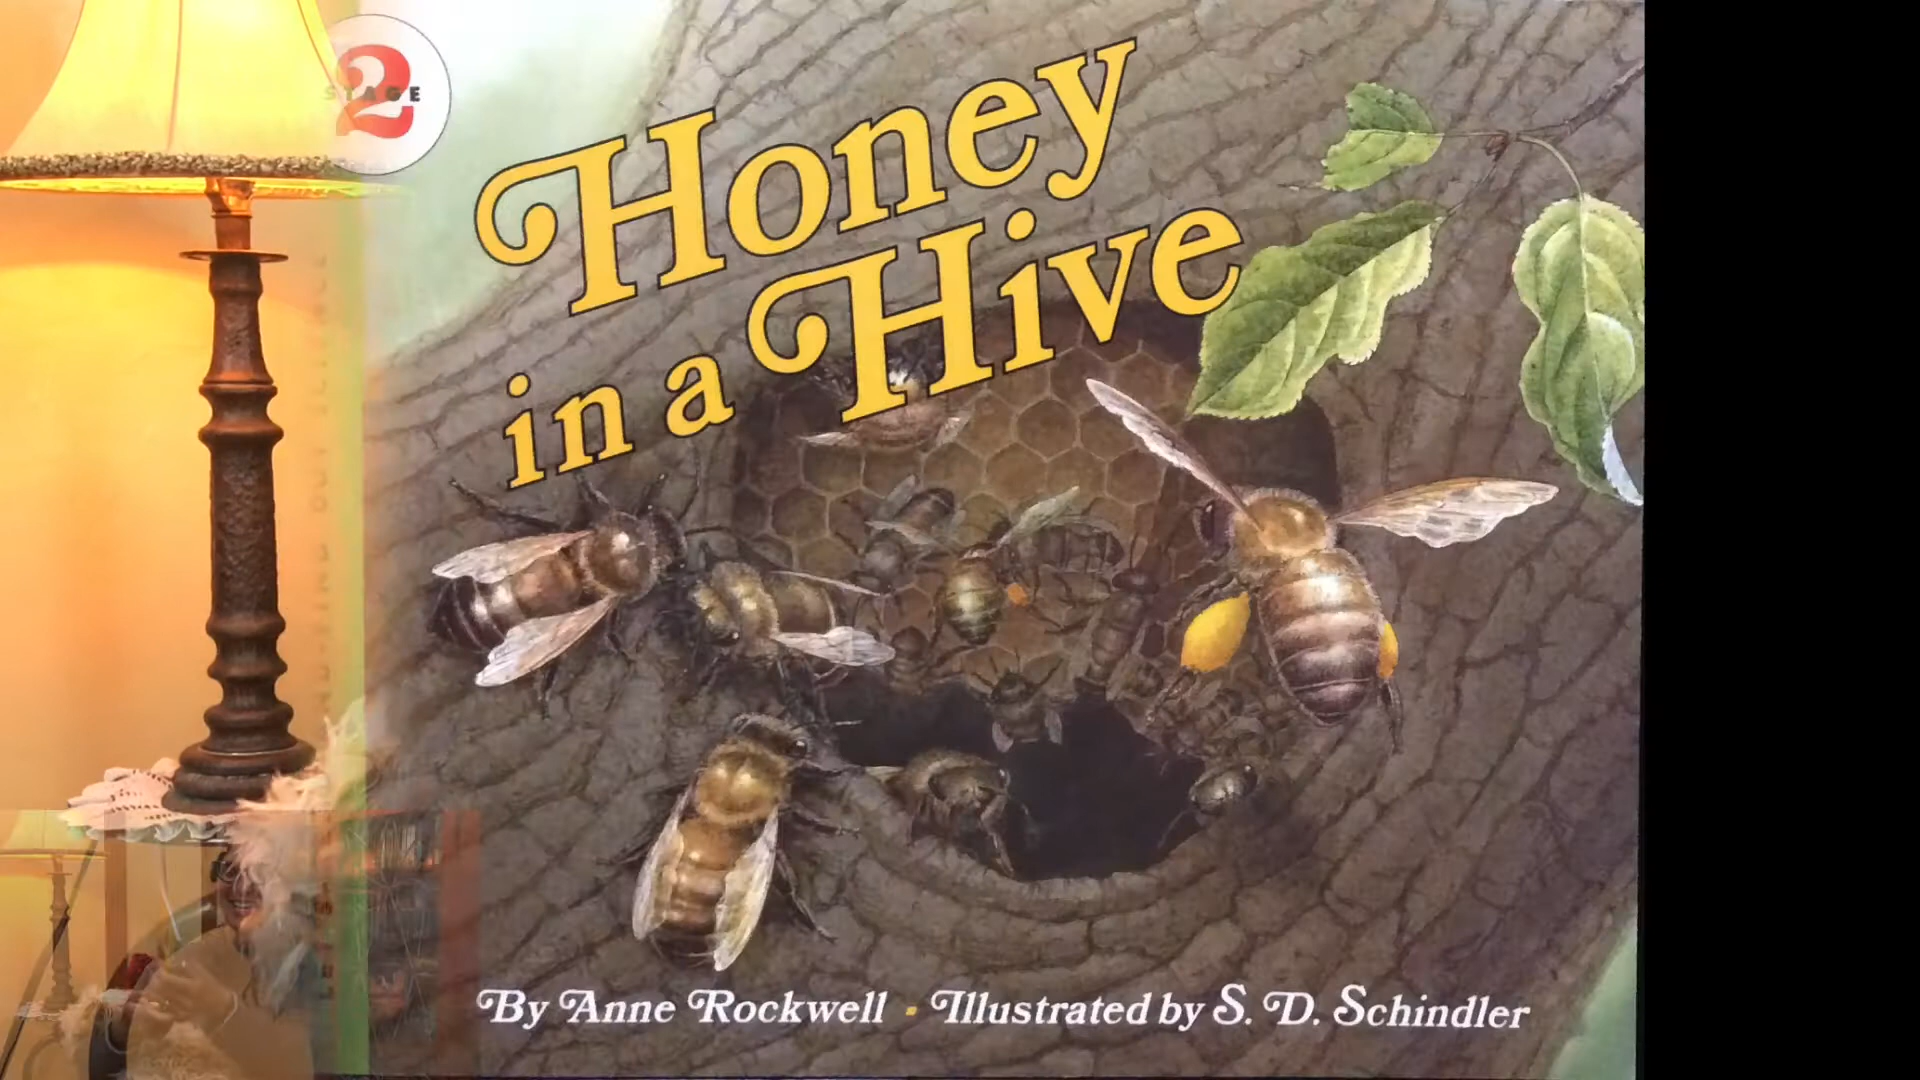 2
STAGE
Honey
in a Hive
By Anne Rockwell • Illustrated by S. D. Schindler